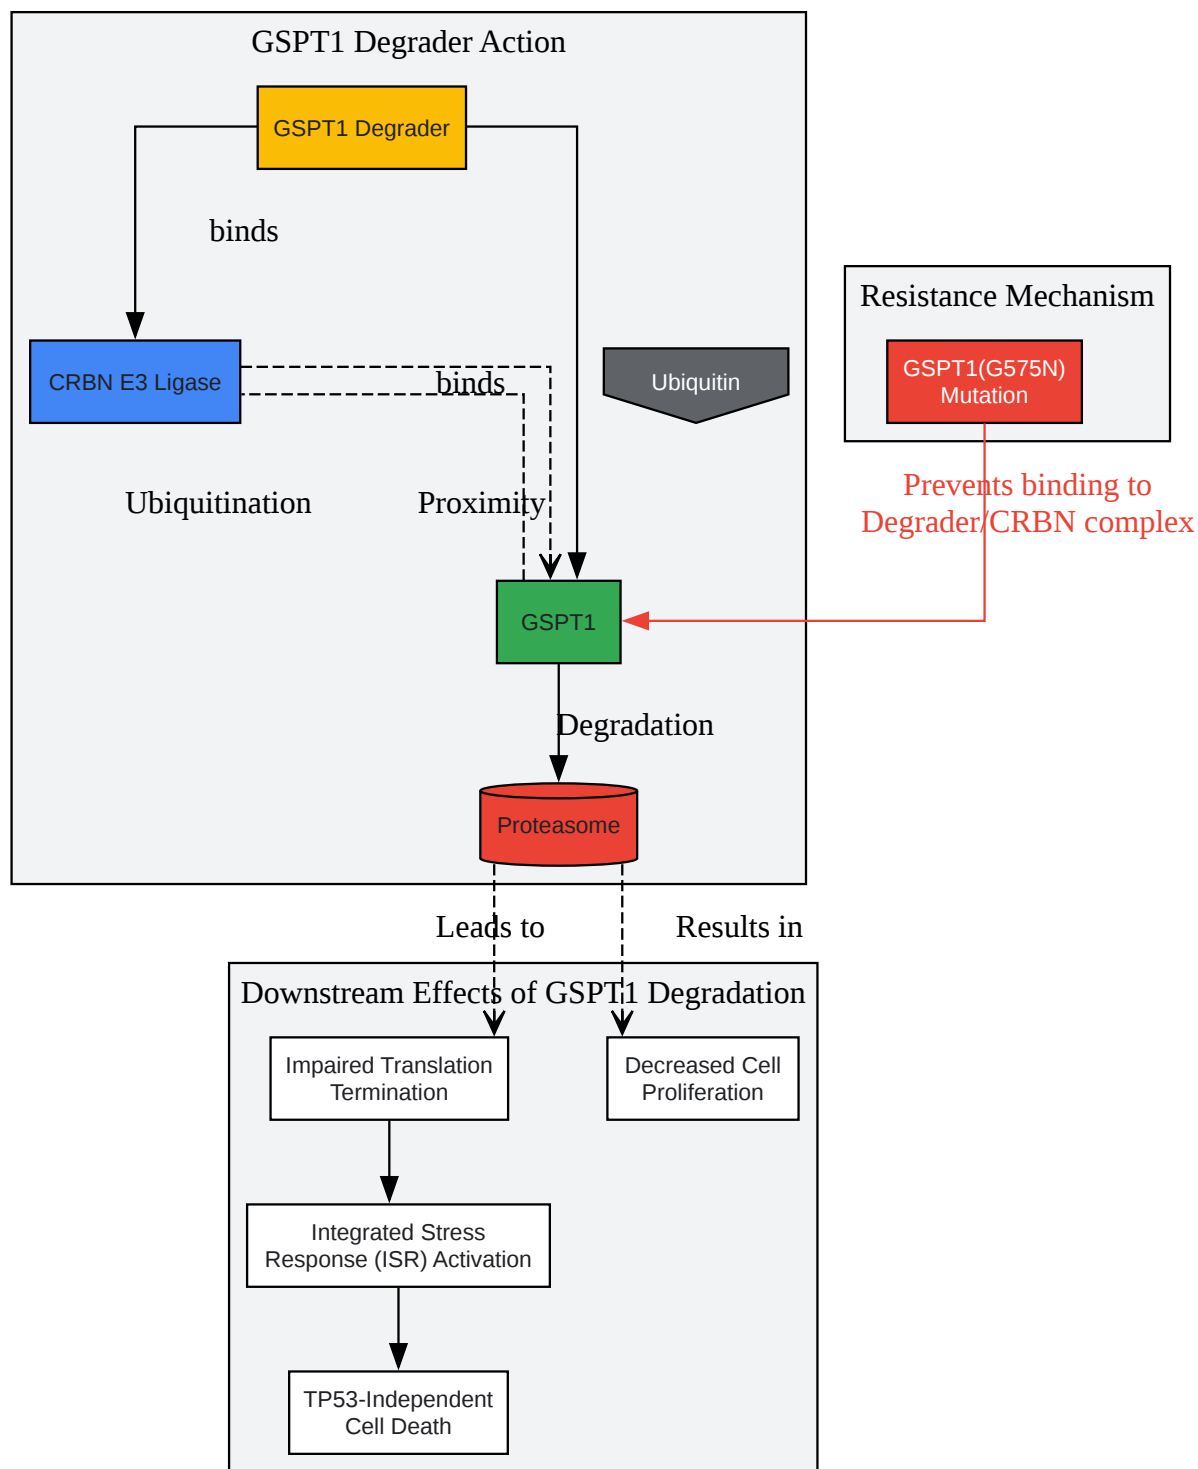 GSPT1 Degrader Action
GSPT1 Degrader
binds
Resistance Mechanism
CRBN E3 Ligase
binds
Ubiquitin
GSPT1(G575N)
Mutation
Ubiquitination
Proximity
Prevents binding to
Degrader/CRBN complex
GSPT1
Degradation
Proteasome
Leads to
Results in
Downstream Effects of GSPT1 Degradation
Impaired Translation
Termination
Decreased Cell
Proliferation
Integrated Stress
Response (ISR) Activation
TP53-Independent
Cell Death